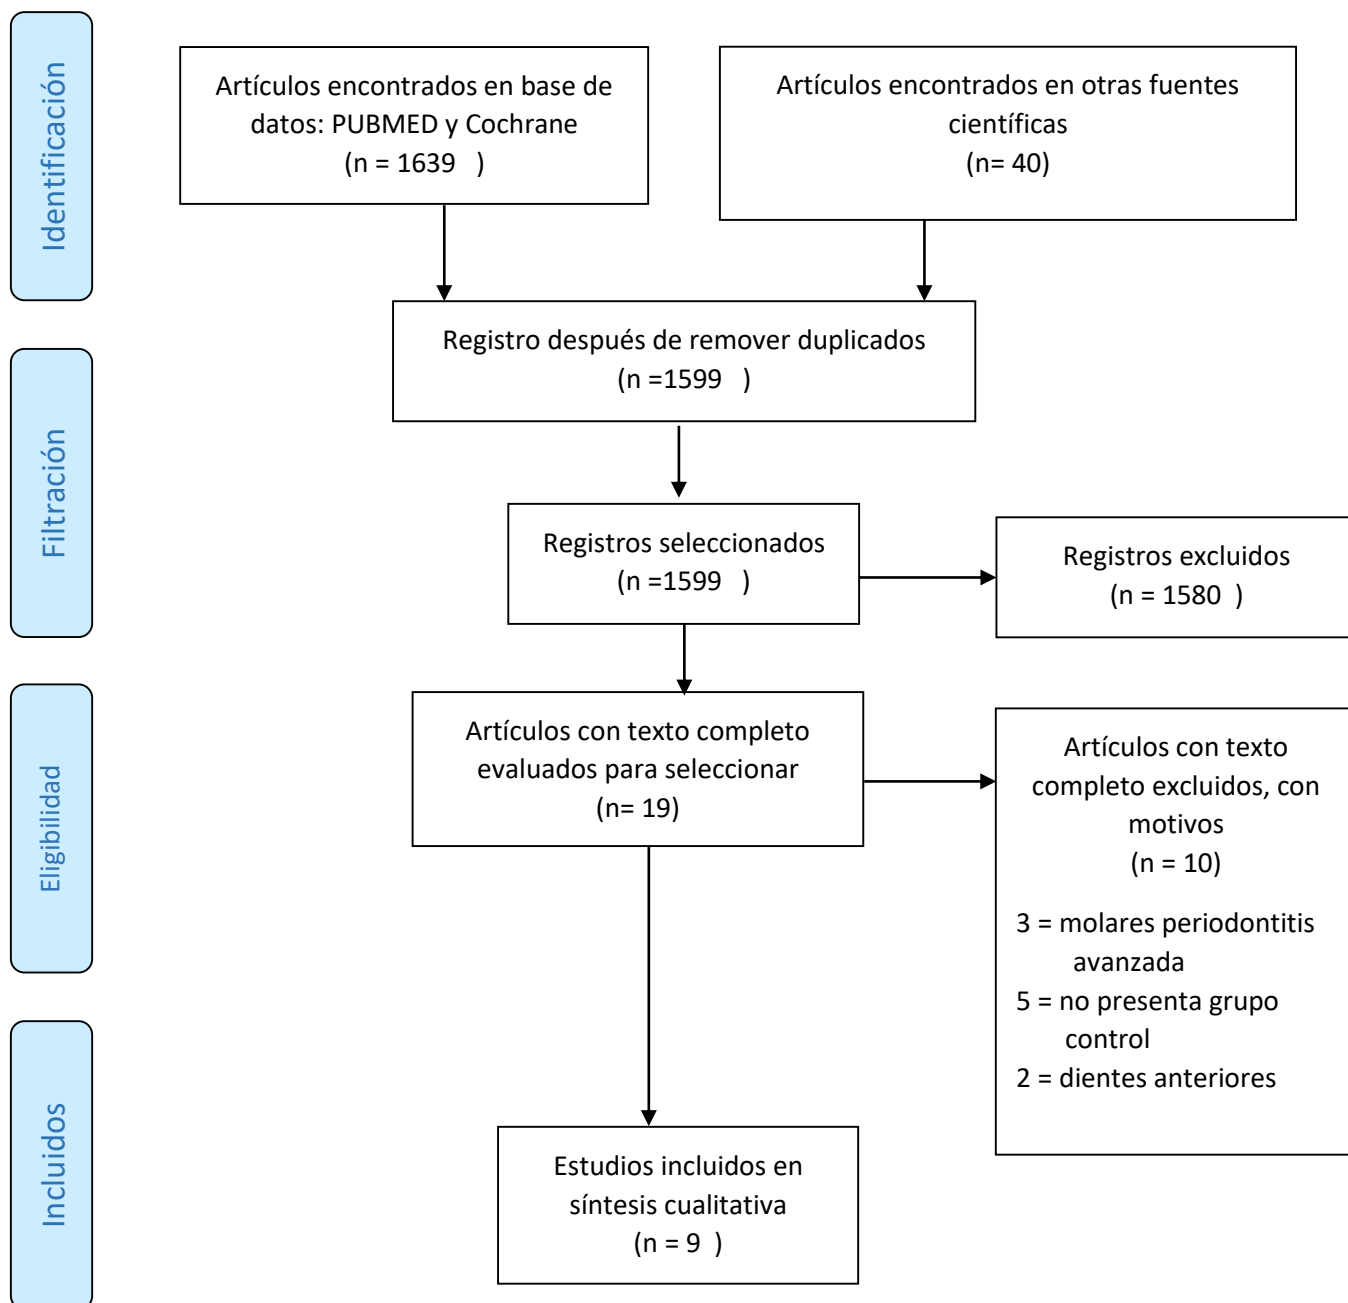 Identificación
Artículos encontrados en base de
datos: PUBMED y Cochrane
(n = 1639   )
Artículos encontrados en otras fuentes
científicas
(n= 40)
Filtración
Registro después de remover duplicados
(n =1599   )
Registros seleccionados
(n =1599   )
Registros excluidos
(n = 1580  )
Eligibilidad
Artículos con texto completo
evaluados para seleccionar
(n= 19)
Artículos con texto
completo excluidos, con
motivos
(n = 10)
3 = molares periodontitis
avanzada
5 = no presenta grupo
control
2 = dientes anteriores
Incluidos
Estudios incluidos en
síntesis cualitativa
(n = 9  )